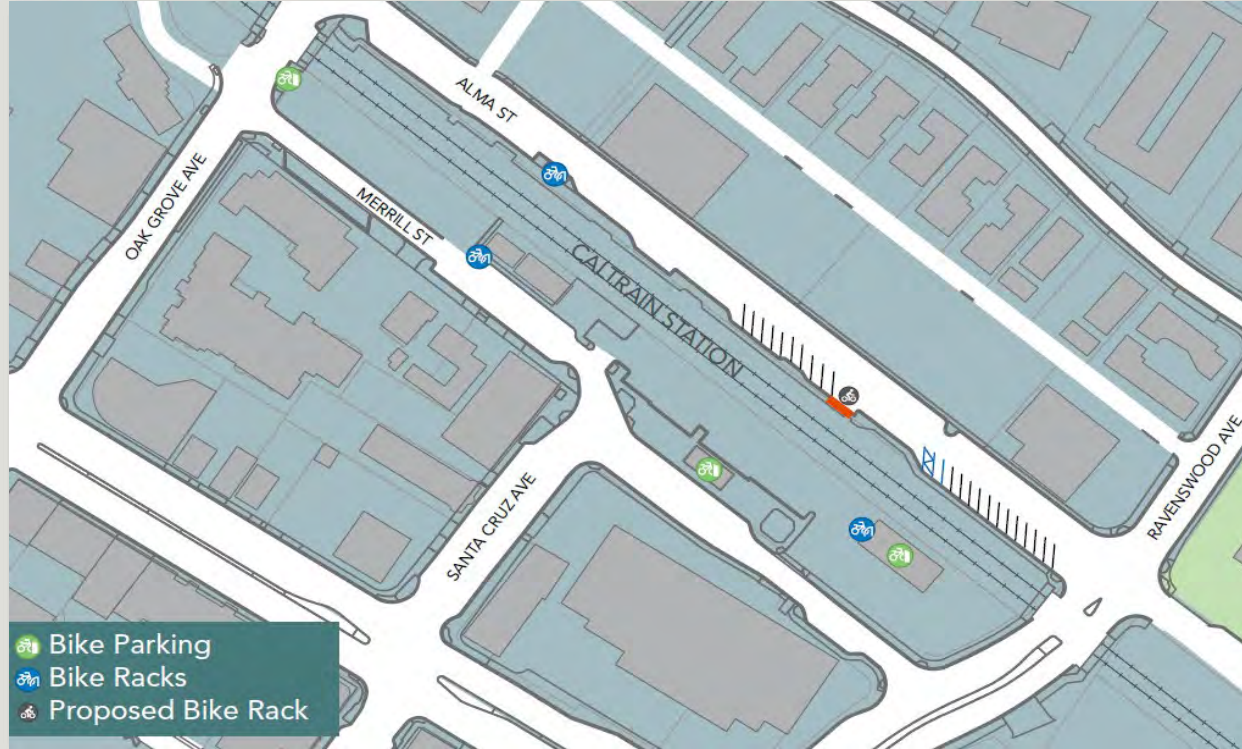 ALMA ST
OAK GROVE AVE
MERRILL ST
CALTRAIN STATION
SANTA CRUZ AVE
RAVENSWOOD AVE
Bike Parking
Bike Racks
Proposed Bike Rack